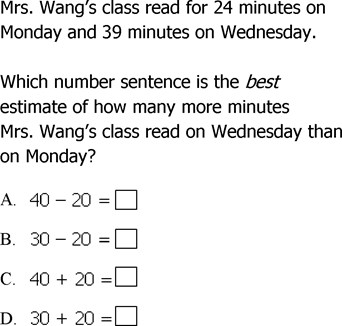 Mrs. Wang's class read for 24 minutes on
Monday and 39 minutes on Wednesday.
Which number sentence is the best
estimate of how many more minutes
Mrs. Wang's class read on Wednesday than
on Monday?
A. 40 − 20 = □
B. 30 − 20 = □
C. 40 + 20 = □
D. 30 + 20 = □